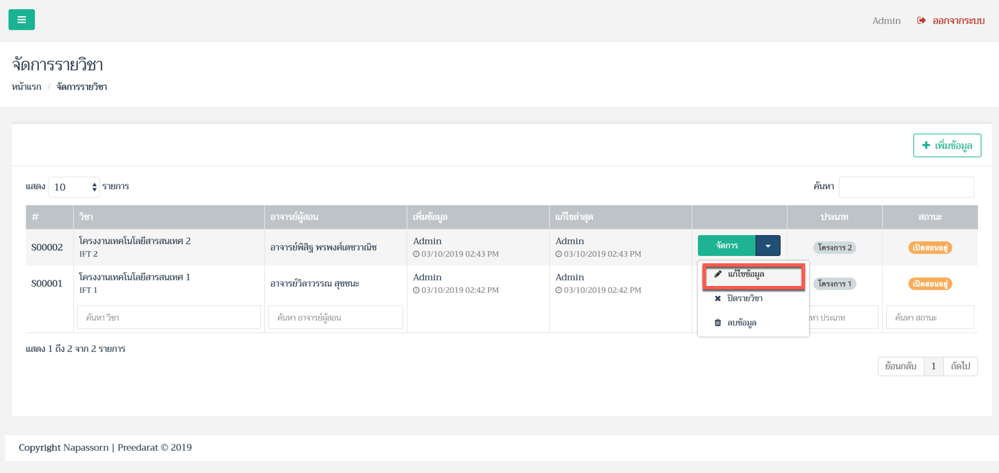 Admin ออกจากระบบ
จัดการรายวิชา
หน้าแรก / จัดการรายวิชา
เพิ่มข้อมูล
แสดง 10 รายการ ค้นหา
# วิชา อาจารย์ผู้สอน เพิ่มข้อมูล แก้ไขล่าสุด ประเภท สถานะ
S00002 โครงงานเทคโนโลยีสารสนเทศ 2 อาจารย์พิสิฐ พรพงศ์เตชวาณิช Admin Admin จัดการ โครงการ 2 เปิดสอนอยู่
IFT 2 03/10/2019 02:43 PM 03/10/2019 02:43 PM
แก้ไขข้อมูล
S00001 โครงงานเทคโนโลยีสารสนเทศ 1 อาจารย์วิลาวรรณ สุขชนะ Admin Admin โครงการ 1 เปิดสอนอยู่
IFT 1 03/10/2019 02:42 PM 03/10/2019 02:42 PM
ปิดรายวิชา
ค้นหา วิชา ค้นหา อาจารย์ผู้สอน ประเภท ค้นหา สถานะ
ลบข้อมูล
แสดง 1 ถึง 2 จาก 2 รายการ
ย้อนกลับ 1 ถัดไป
Copyright Napassorn | Preedarat © 2019